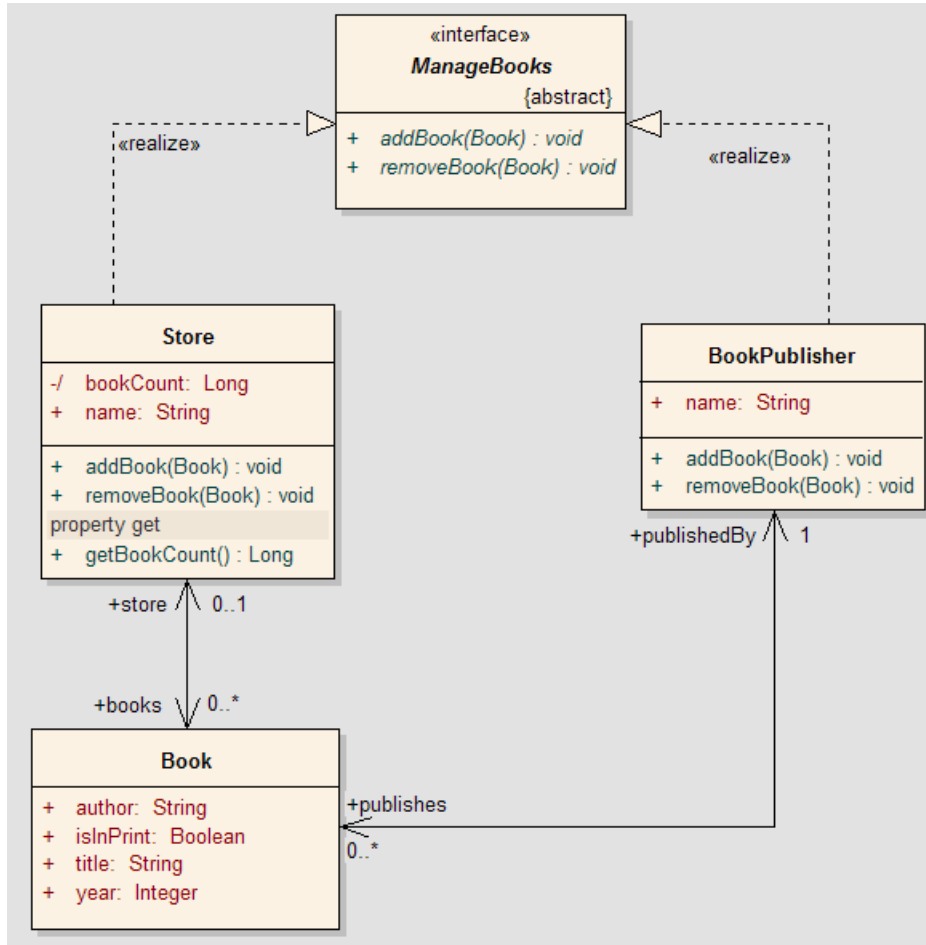 «interface»
ManageBooks
{abstract}
+ addBook(Book) : void
+ removeBook(Book) : void
«realize»
«realize»
Store
-/ bookCount: Long
+ name: String
+ addBook(Book) : void
+ removeBook(Book) : void
property get
+ getBookCount() : Long
BookPublisher
+ name: String
+ addBook(Book) : void
+ removeBook(Book) : void
+publishedBy 1
+store 0..1
+books 0..*
Book
+ author: String
+ isInPrint: Boolean
+ title: String
+ year: Integer
+publishes
0..*